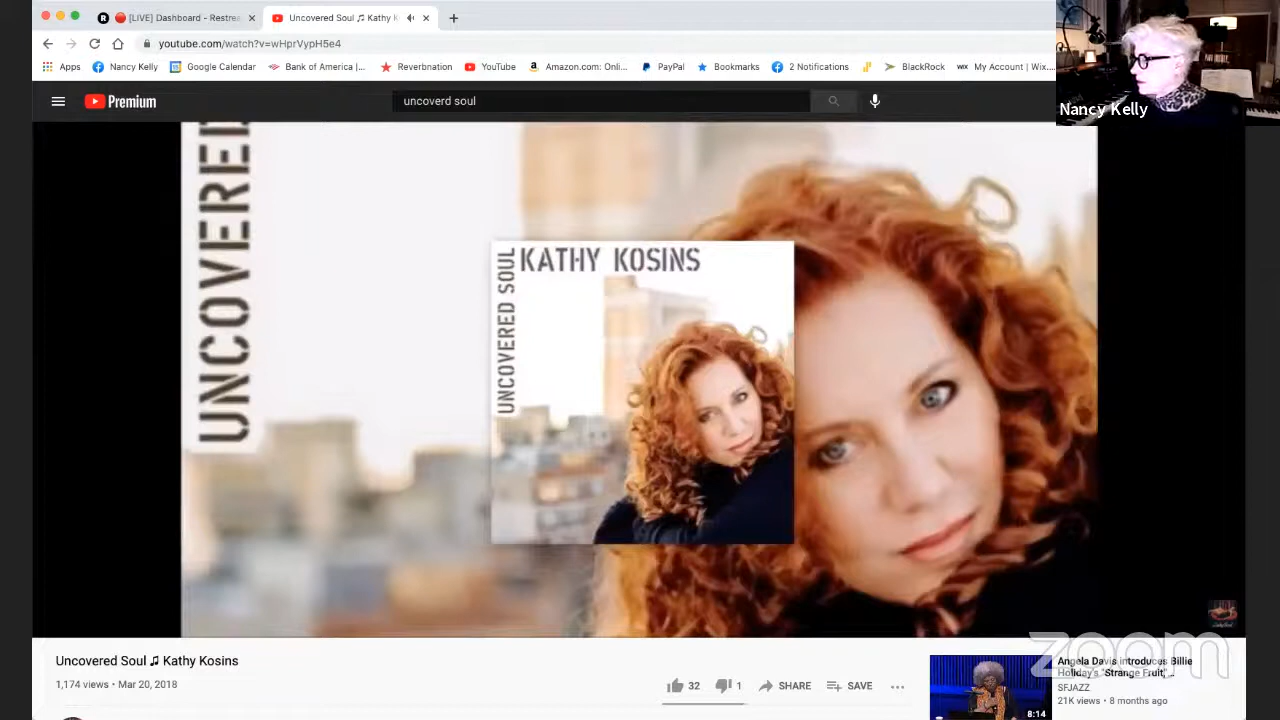 [LIVE] Dashboard - Restrea
Uncovered Soul ♫ Kathy K
youtube.com/watch?v=wHprVypH5e4
Apps
Nancy Kelly
Google Calendar
Bank of America |...
Reverbnation
YouTube
Amazon.com: Onli...
PayPal
Bookmarks
2 Notifications
BlackRock
WIX My Account | Wix....
Nancy Kelly
Premium
uncoverd soul
UNCOVERED
UNCOVERED SOUL
KATHY KOSINS
zoom
Uncovered Soul ♫ Kathy Kosins
1,174 views • Mar 20, 2018
32
1
SHARE
SAVE
Angela Davis introduces Billie
Holiday's "Strange Fruit,"...
SFJAZZ
21K views • 8 months ago
8:14